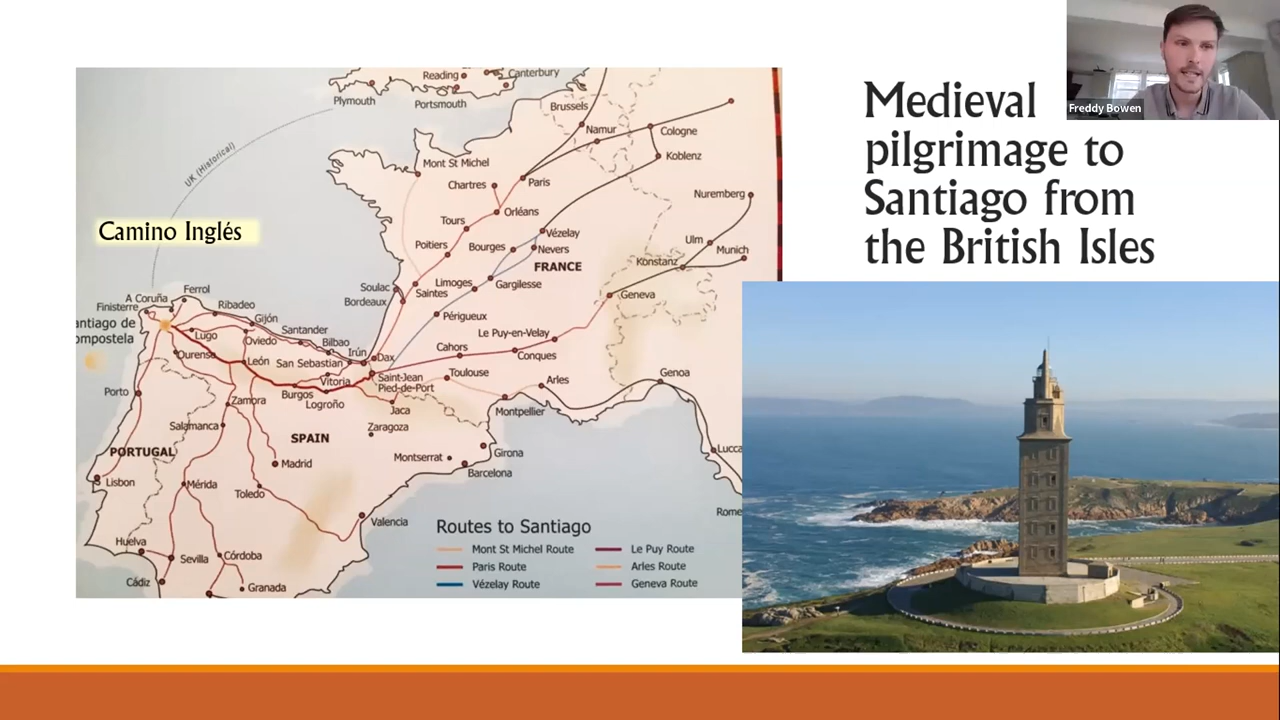 Medieval
pilgrimage to
Santiago from
the British Isles
Freddy Bowen
Reading
Canterbury
Plymouth
Portsmouth
Brussels
Namur
Cologne
Koblenz
UK (Historical)
Mont St Michel
Chartres
Paris
Nuremberg
Orléans
Tours
Camino Inglés
Vézelay
Ulm
Poitiers
Bourges
Nevers
Munich
FRANCE
Konstanz
Limoges
Gargilesse
Soulac
Saintes
Geneva
Ferrol
A Coruña
Bordeaux
Finisterre
Ribadeo
Gijón
Périgueux
antiago de
ompostela
Lugo
Oviedo
Santander
Bilbao
Le Puy-en-Velay
Cahors
Irún
Dax
Conques
Ourense
León
San Sebastian
Saint-Jean
Pied-de-Port
Toulouse
Genoa
Vitoria
Arles
Porto
Burgos
Logroño
Zamora
Jaca
Montpellier
Salamanca
Zaragoza
SPAIN
PORTUGAL
Girona
Lucca
Montserrat
Madrid
Barcelona
Lisbon
Mérida
Toledo
Rome
Valencia
Routes to Santiago
Huelva
Sevilla
Córdoba
Mont St Michel Route
Le Puy Route
Paris Route
Arles Route
Cádiz
Granada
Vézelay Route
Geneva Route